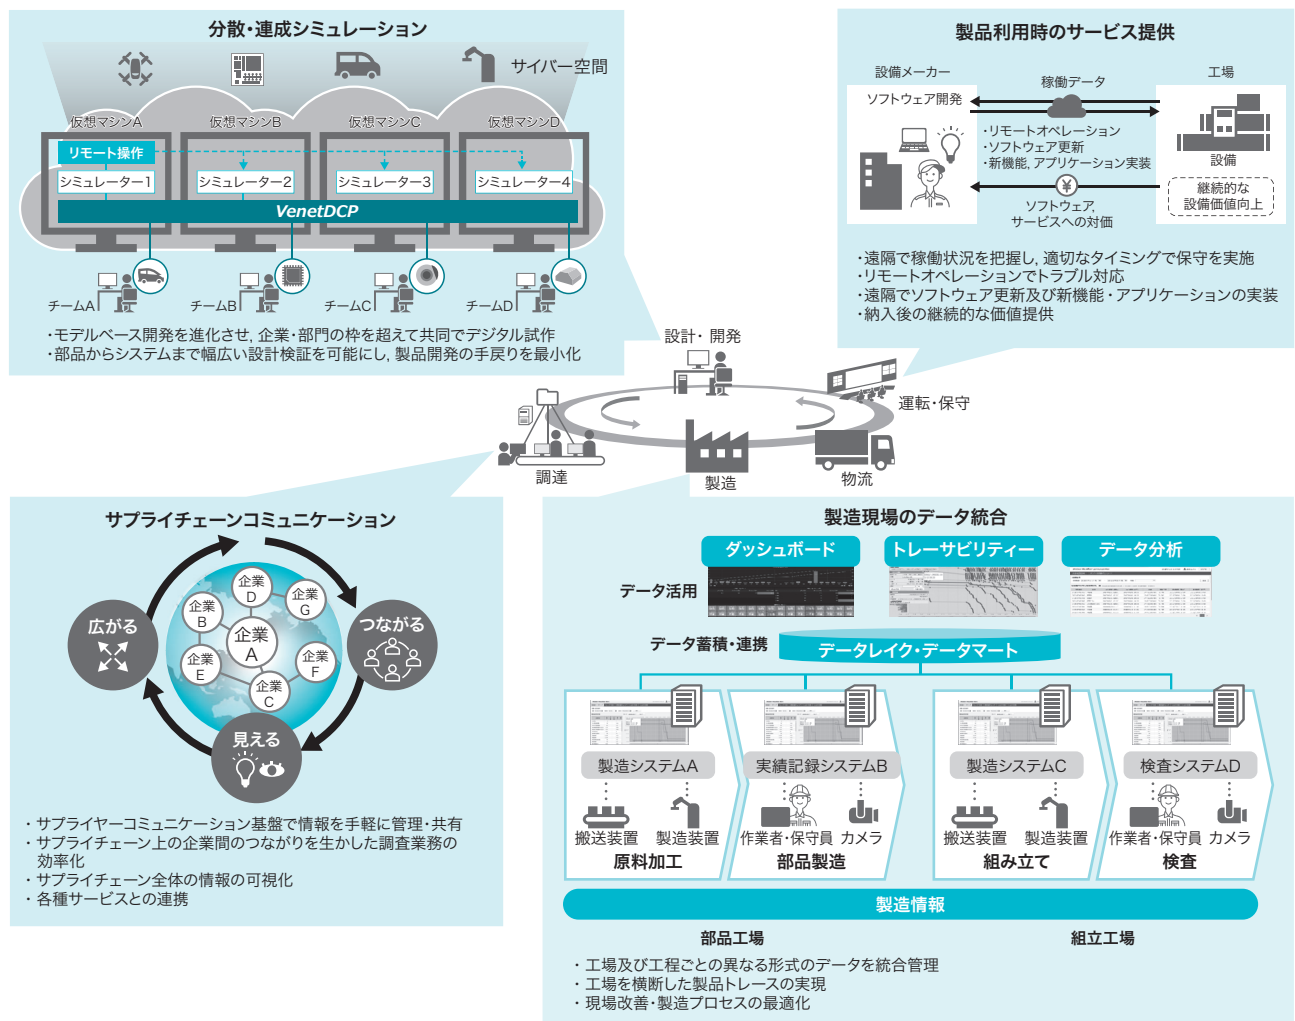 分散・連成シミュレーション
サイバー空間
仮想マシンA
仮想マシンB
仮想マシンC
仮想マシンD
リモート操作
シミュレーター1
シミュレーター2
シミュレーター3
シミュレーター4
VenetDCP
チームA
チームB
チームC
チームD
・モデルベース開発を進化させ, 企業・部門の枠を超えて共同でデジタル試作
・部品からシステムまで幅広い設計検証を可能にし, 製品開発の手戻りを最小化
製品利用時のサービス提供
設備メーカー
稼働データ
工場
ソフトウェア開発
・リモートオペレーション
・ソフトウェア更新
・新機能, アプリケーション実装
設備
¥
ソフトウェア,
サービスへの対価
継続的な
設備価値向上
・遠隔で稼働状況を把握し, 適切なタイミングで保守を実施
・リモートオペレーションでトラブル対応
・遠隔でソフトウェア更新及び新機能・アプリケーションの実装
・納入後の継続的な価値提供
設計・開発
運転・保守
調達
製造
物流
サプライチェーンコミュニケーション
企業
D
企業
G
企業
B
企業
A
企業
E
企業
F
企業
C
広がる
つながる
見える
・サプライヤーコミュニケーション基盤で情報を手軽に管理・共有
・サプライチェーン上の企業間のつながりを生かした調査業務の
効率化
・サプライチェーン全体の情報の可視化
・各種サービスとの連携
製造現場のデータ統合
ダッシュボード
トレーサビリティー
データ分析
データ活用
データ蓄積・連携
データレイク・データマート
製造システムA
実績記録システムB
製造システムC
検査システムD
搬送装置
製造装置
作業者・保守員
カメラ
搬送装置
製造装置
作業者・保守員
カメラ
原料加工
部品製造
組み立て
検査
製造情報
部品工場
組立工場
・工場及び工程ごとの異なる形式のデータを統合管理
・工場を横断した製品トレースの実現
・現場改善・製造プロセスの最適化